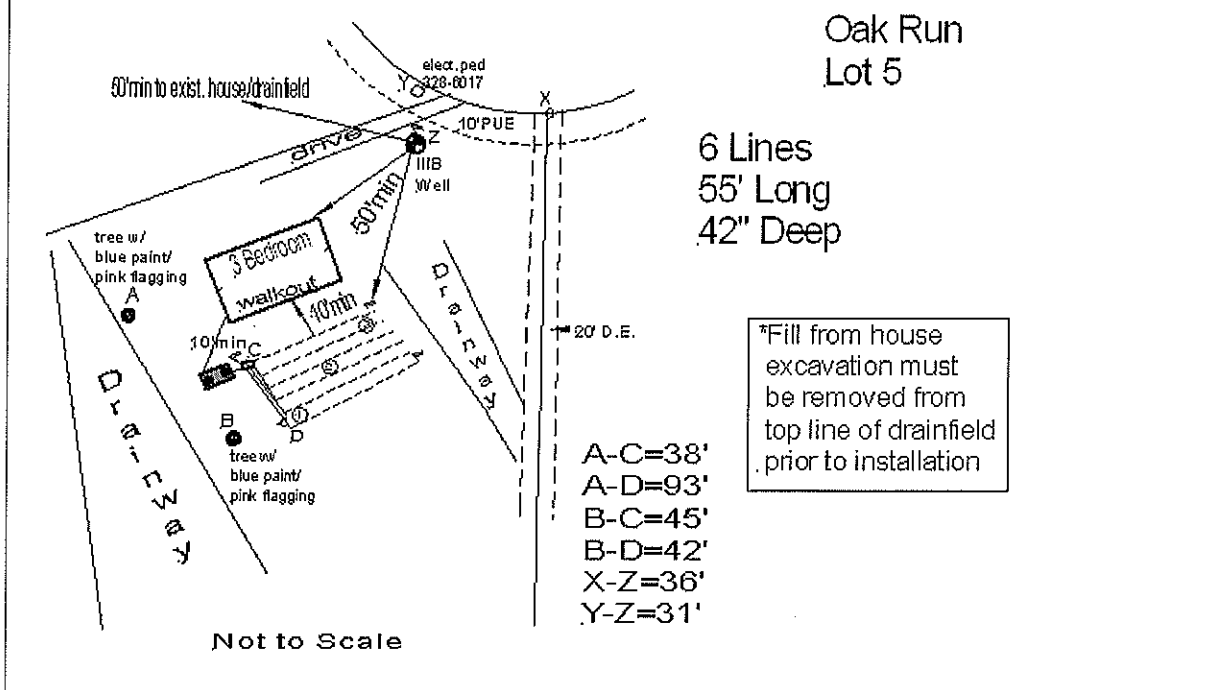 Oak Run
Lot 5
elect.ped
328-6017
50'min to exist. house/drainfield
Y
X
10'PUE
drive
Z
IIIB
Well
50'min
6 Lines
55' Long
42" Deep
tree w/
blue paint/
pink flagging
A
3 Bedroom
walkout
10'min
10'min
C
Drainway
20' D.E.
*Fill from house
excavation must
be removed from
top line of drainfield
prior to installation
Drainway
B
D
tree w/
blue paint/
pink flagging
A-C=38'
A-D=93'
B-C=45'
B-D=42'
X-Z=36'
Y-Z=31'
Not to Scale